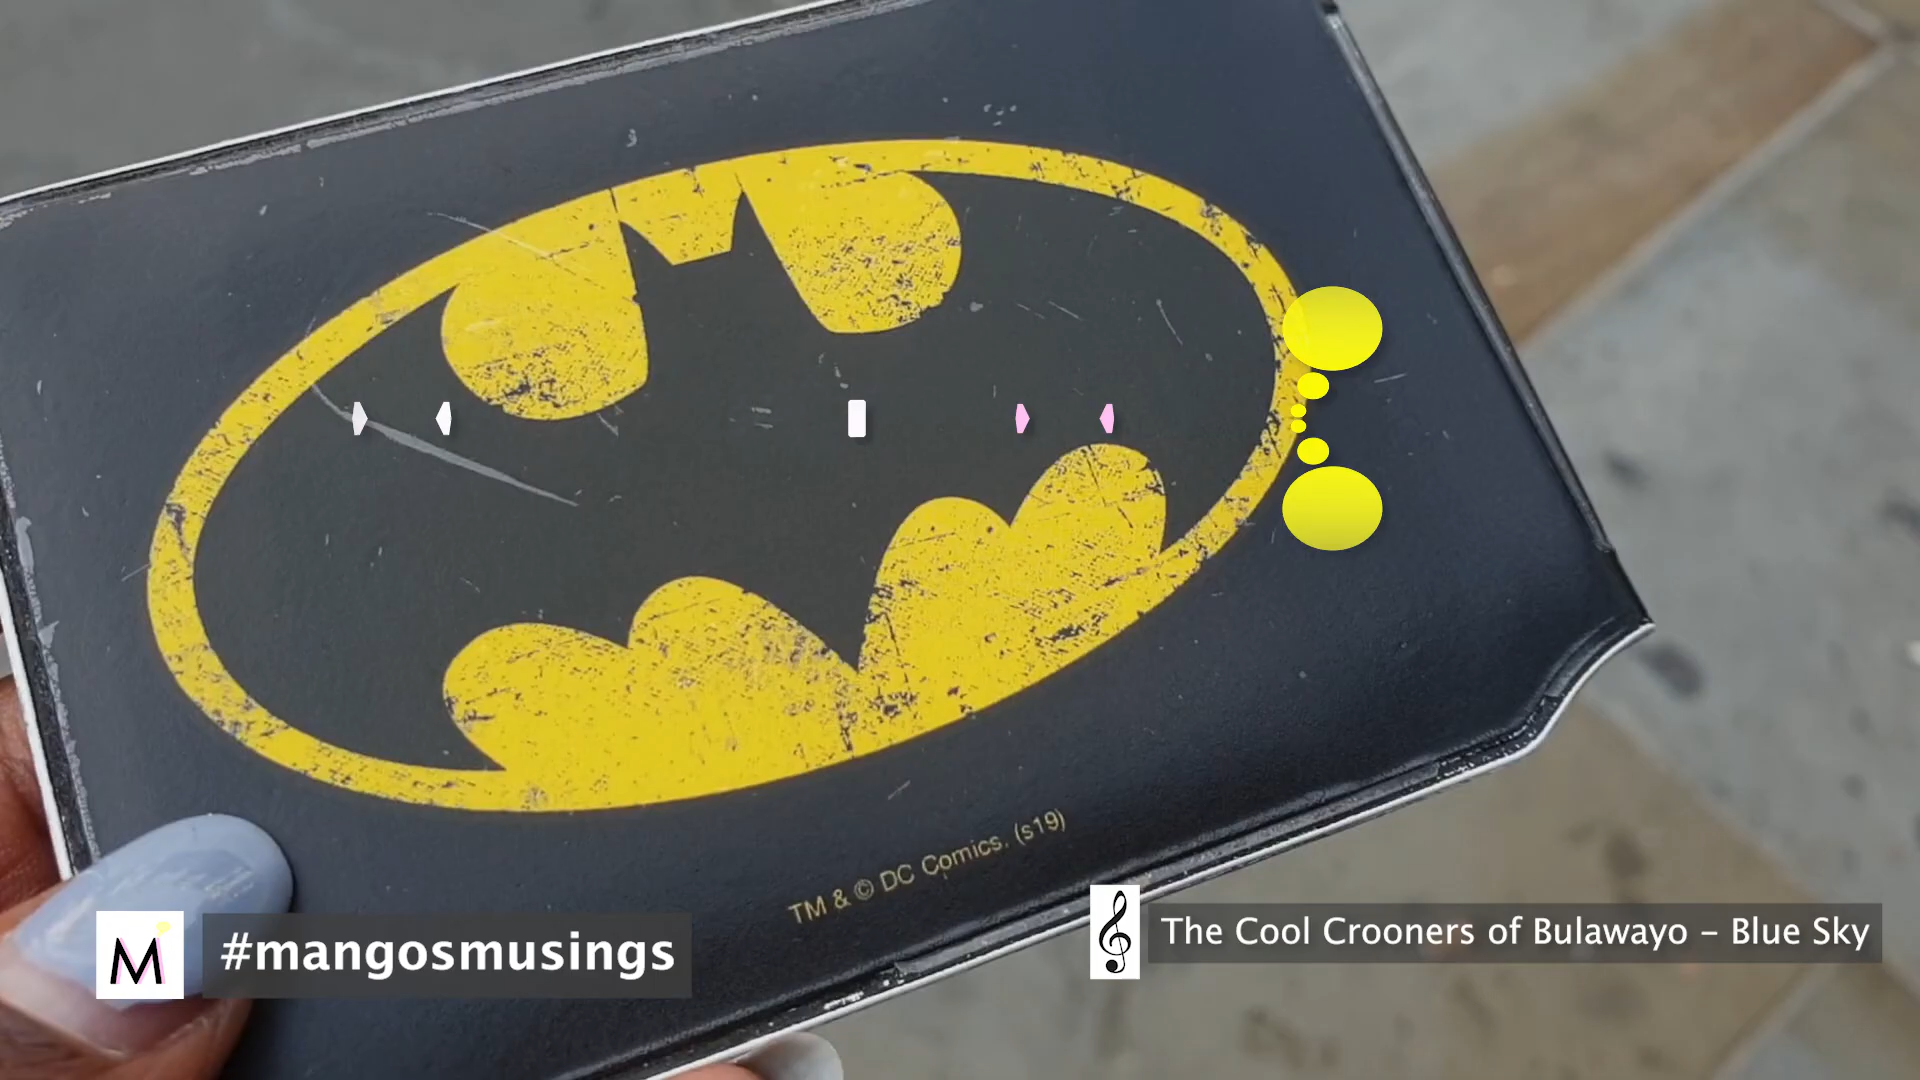 TM & © DC Comics. (s19)
M
#mangosmusings
The Cool Crooners of Bulawayo – Blue Sky